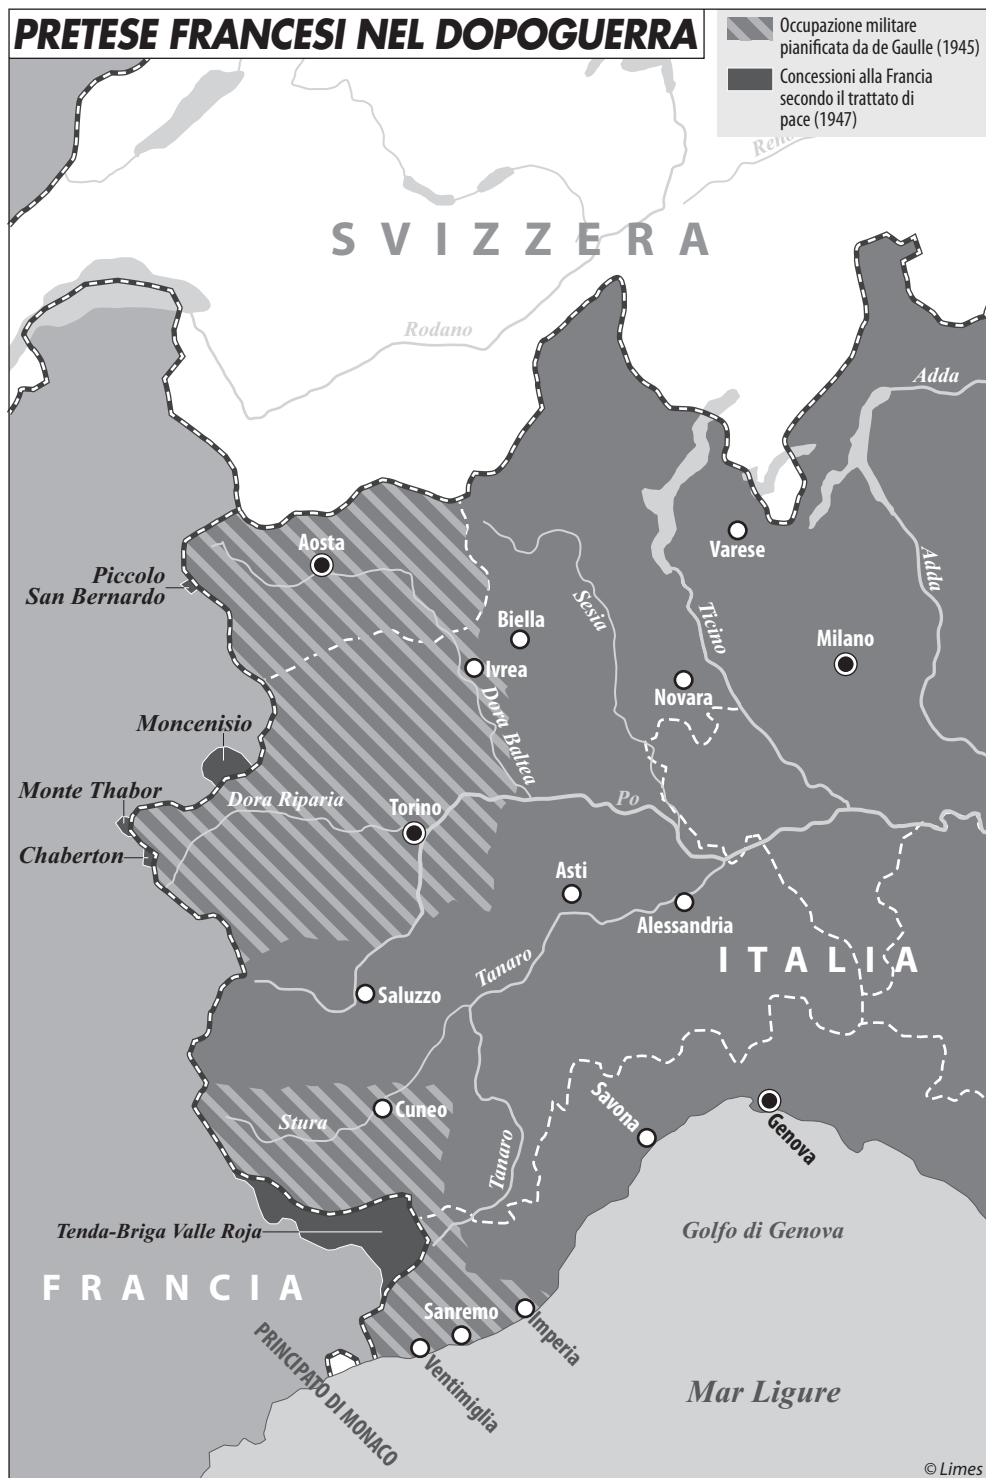 PRETESE FRANCESI NEL DOPOGUERRA
Occupazione militare
pianificata da de Gaulle (1945)
Concessioni alla Francia
secondo il trattato di
pace (1947)
SVIZZERA
Rodano
Adda
Aosta
Varese
Piccolo
San Bernardo
Adda
Biella
Sesia
Ticino
Milano
Ivrea
Novara
Moncenisio
Dora Baltea
Monte Thabor
Dora Riparia
Torino
Po
Chaberton
Asti
Alessandria
ITALIA
Tanaro
Saluzzo
Stura
Cuneo
Savona
Genova
Tanaro
Tenda-Briga Valle Roja
Golfo di Genova
FRANCIA
Sanremo
Imperia
Ventimiglia
PRINCIPATO DI MONACO
Mar Ligure
© Limes